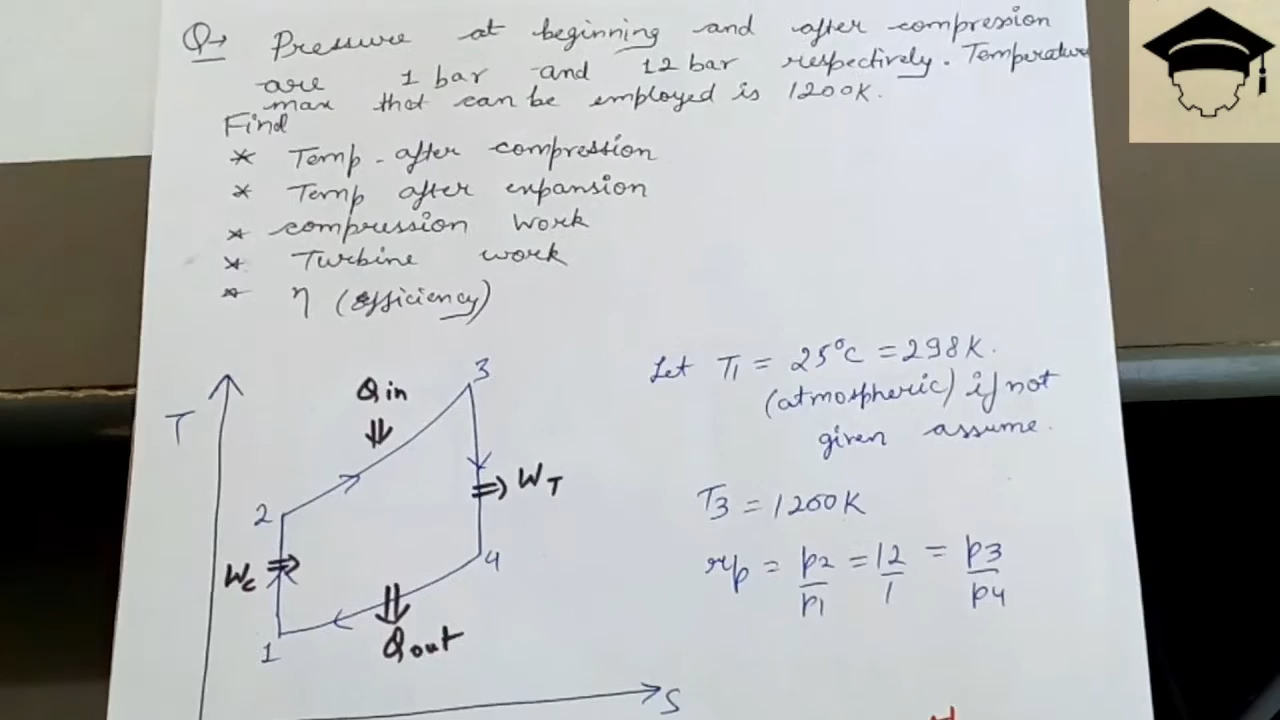 Q→ Pressure at beginning and after compression
are 1 bar and 12 bar respectively. Temperature
max that can be employed is 1200K.
Find
* Temp. after compression
* Temp after expansion
* compression work
* Turbine work
* η (efficiency)
Let T1 = 25°C = 298K.
(atmospheric) if not
given assume.
T3 = 1200K
rp = p2/p1 = 12/1 = p3/p4
T
3
Qin
2
WT
Wc
4
Qout
1
S